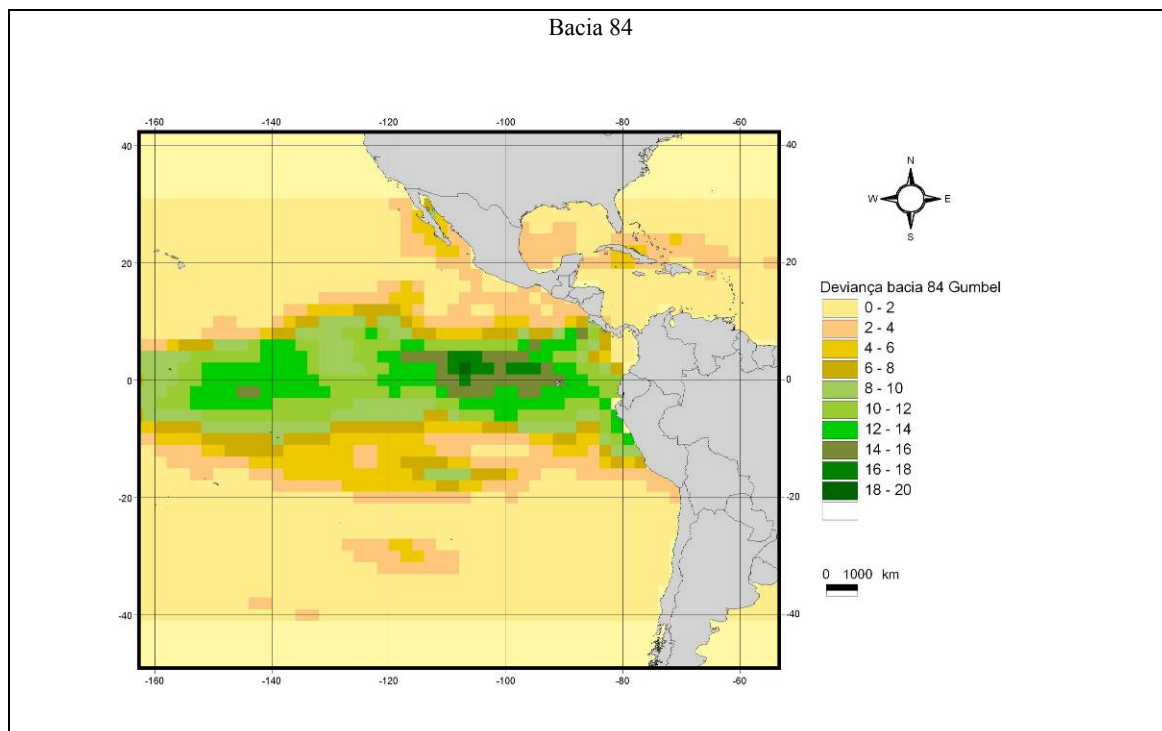 Bacia 84
-160 -140 -120 -100 -80 -60
40 40
20 20
0 0
-20 -20
-40 -40
-160 -140 -120 -100 -80 -60
N
W E
S
Deviança bacia 84 Gumbel
0 - 2
2 - 4
4 - 6
6 - 8
8 - 10
10 - 12
12 - 14
14 - 16
16 - 18
18 - 20
0 1000 km